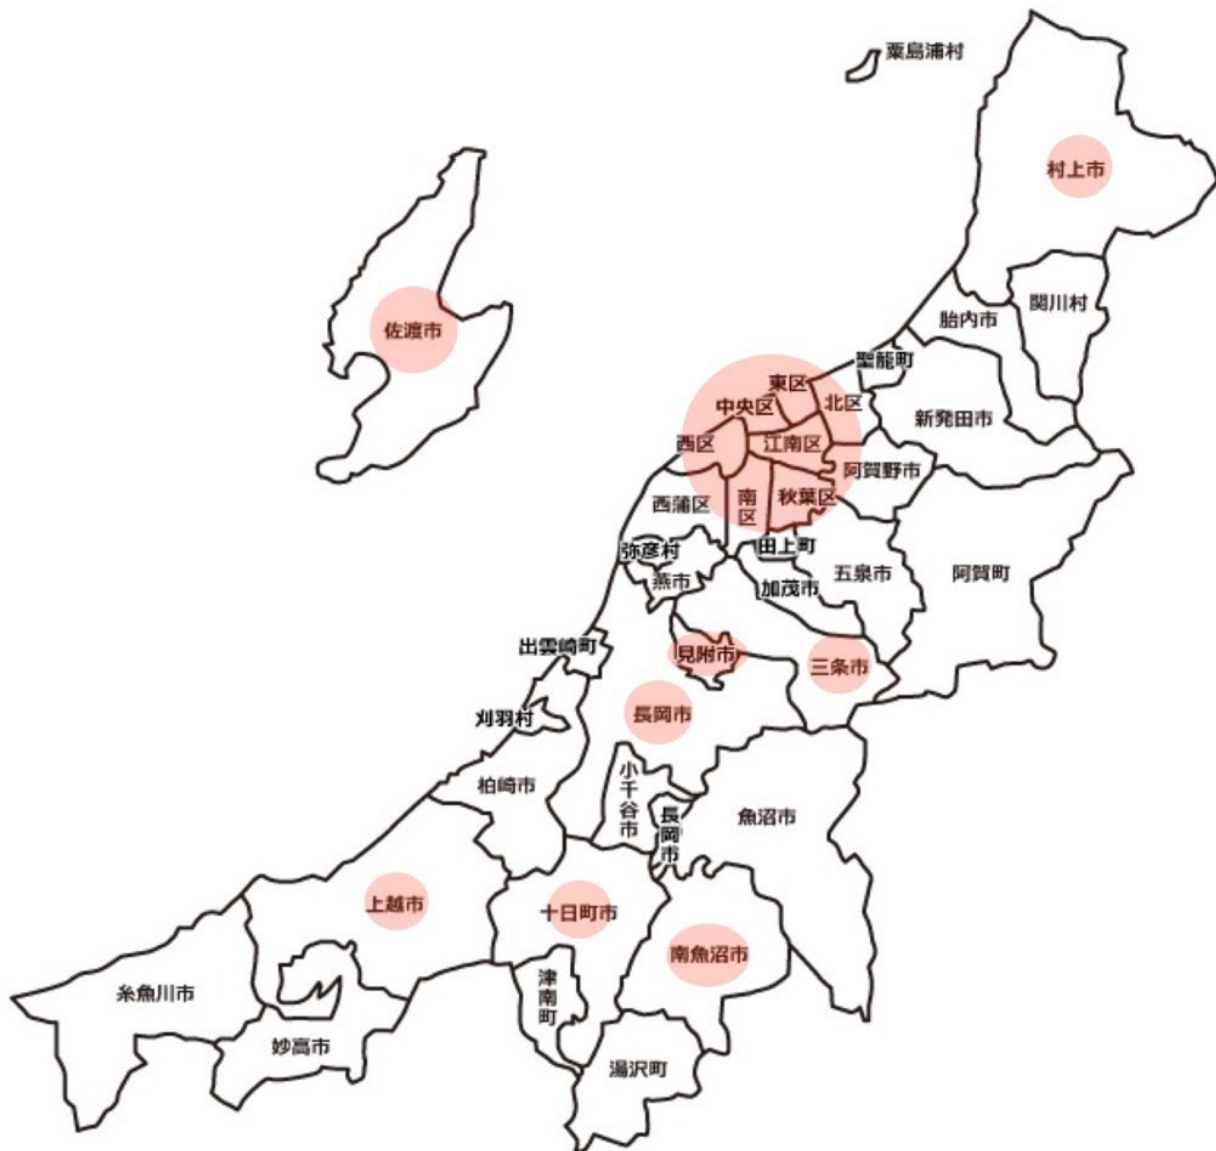 粟島浦村
村上市
佐渡市
関川村
胎内市
聖籠町
東区
中央区
北区
新発田市
西区
江南区
阿賀野市
西蒲区
南区
秋葉区
弥彦村
田上町
燕市
加茂市
五泉市
阿賀町
出雲崎町
見附市
三条市
長岡市
刈羽村
柏崎市
小千谷市
長岡市
魚沼市
上越市
十日町市
南魚沼市
糸魚川市
津南町
妙高市
湯沢町